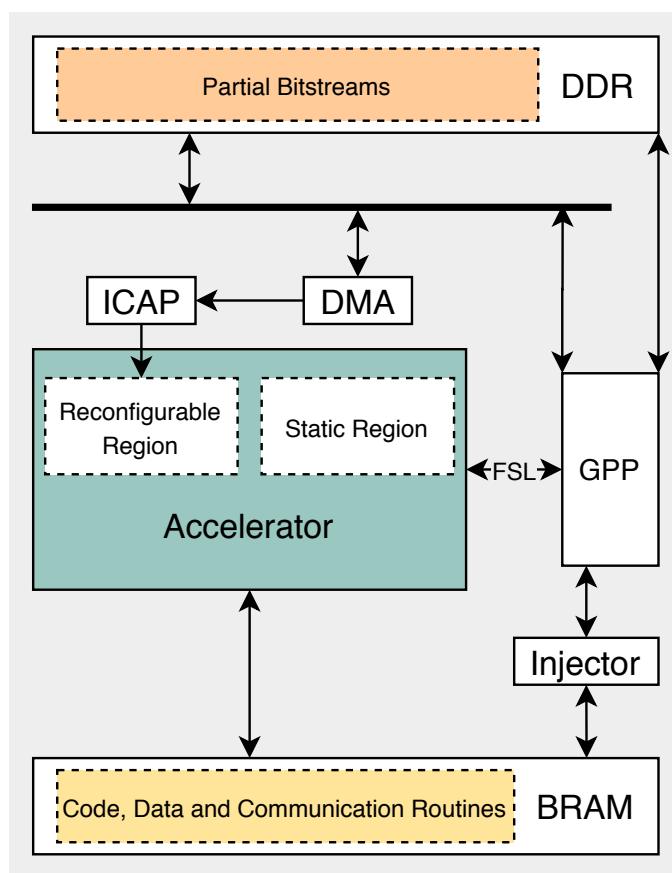 Partial Bitstreams
DDR
ICAP
DMA
Reconfigurable
Region
Static Region
FSL
GPP
Accelerator
Injector
Code, Data and Communication Routines
BRAM